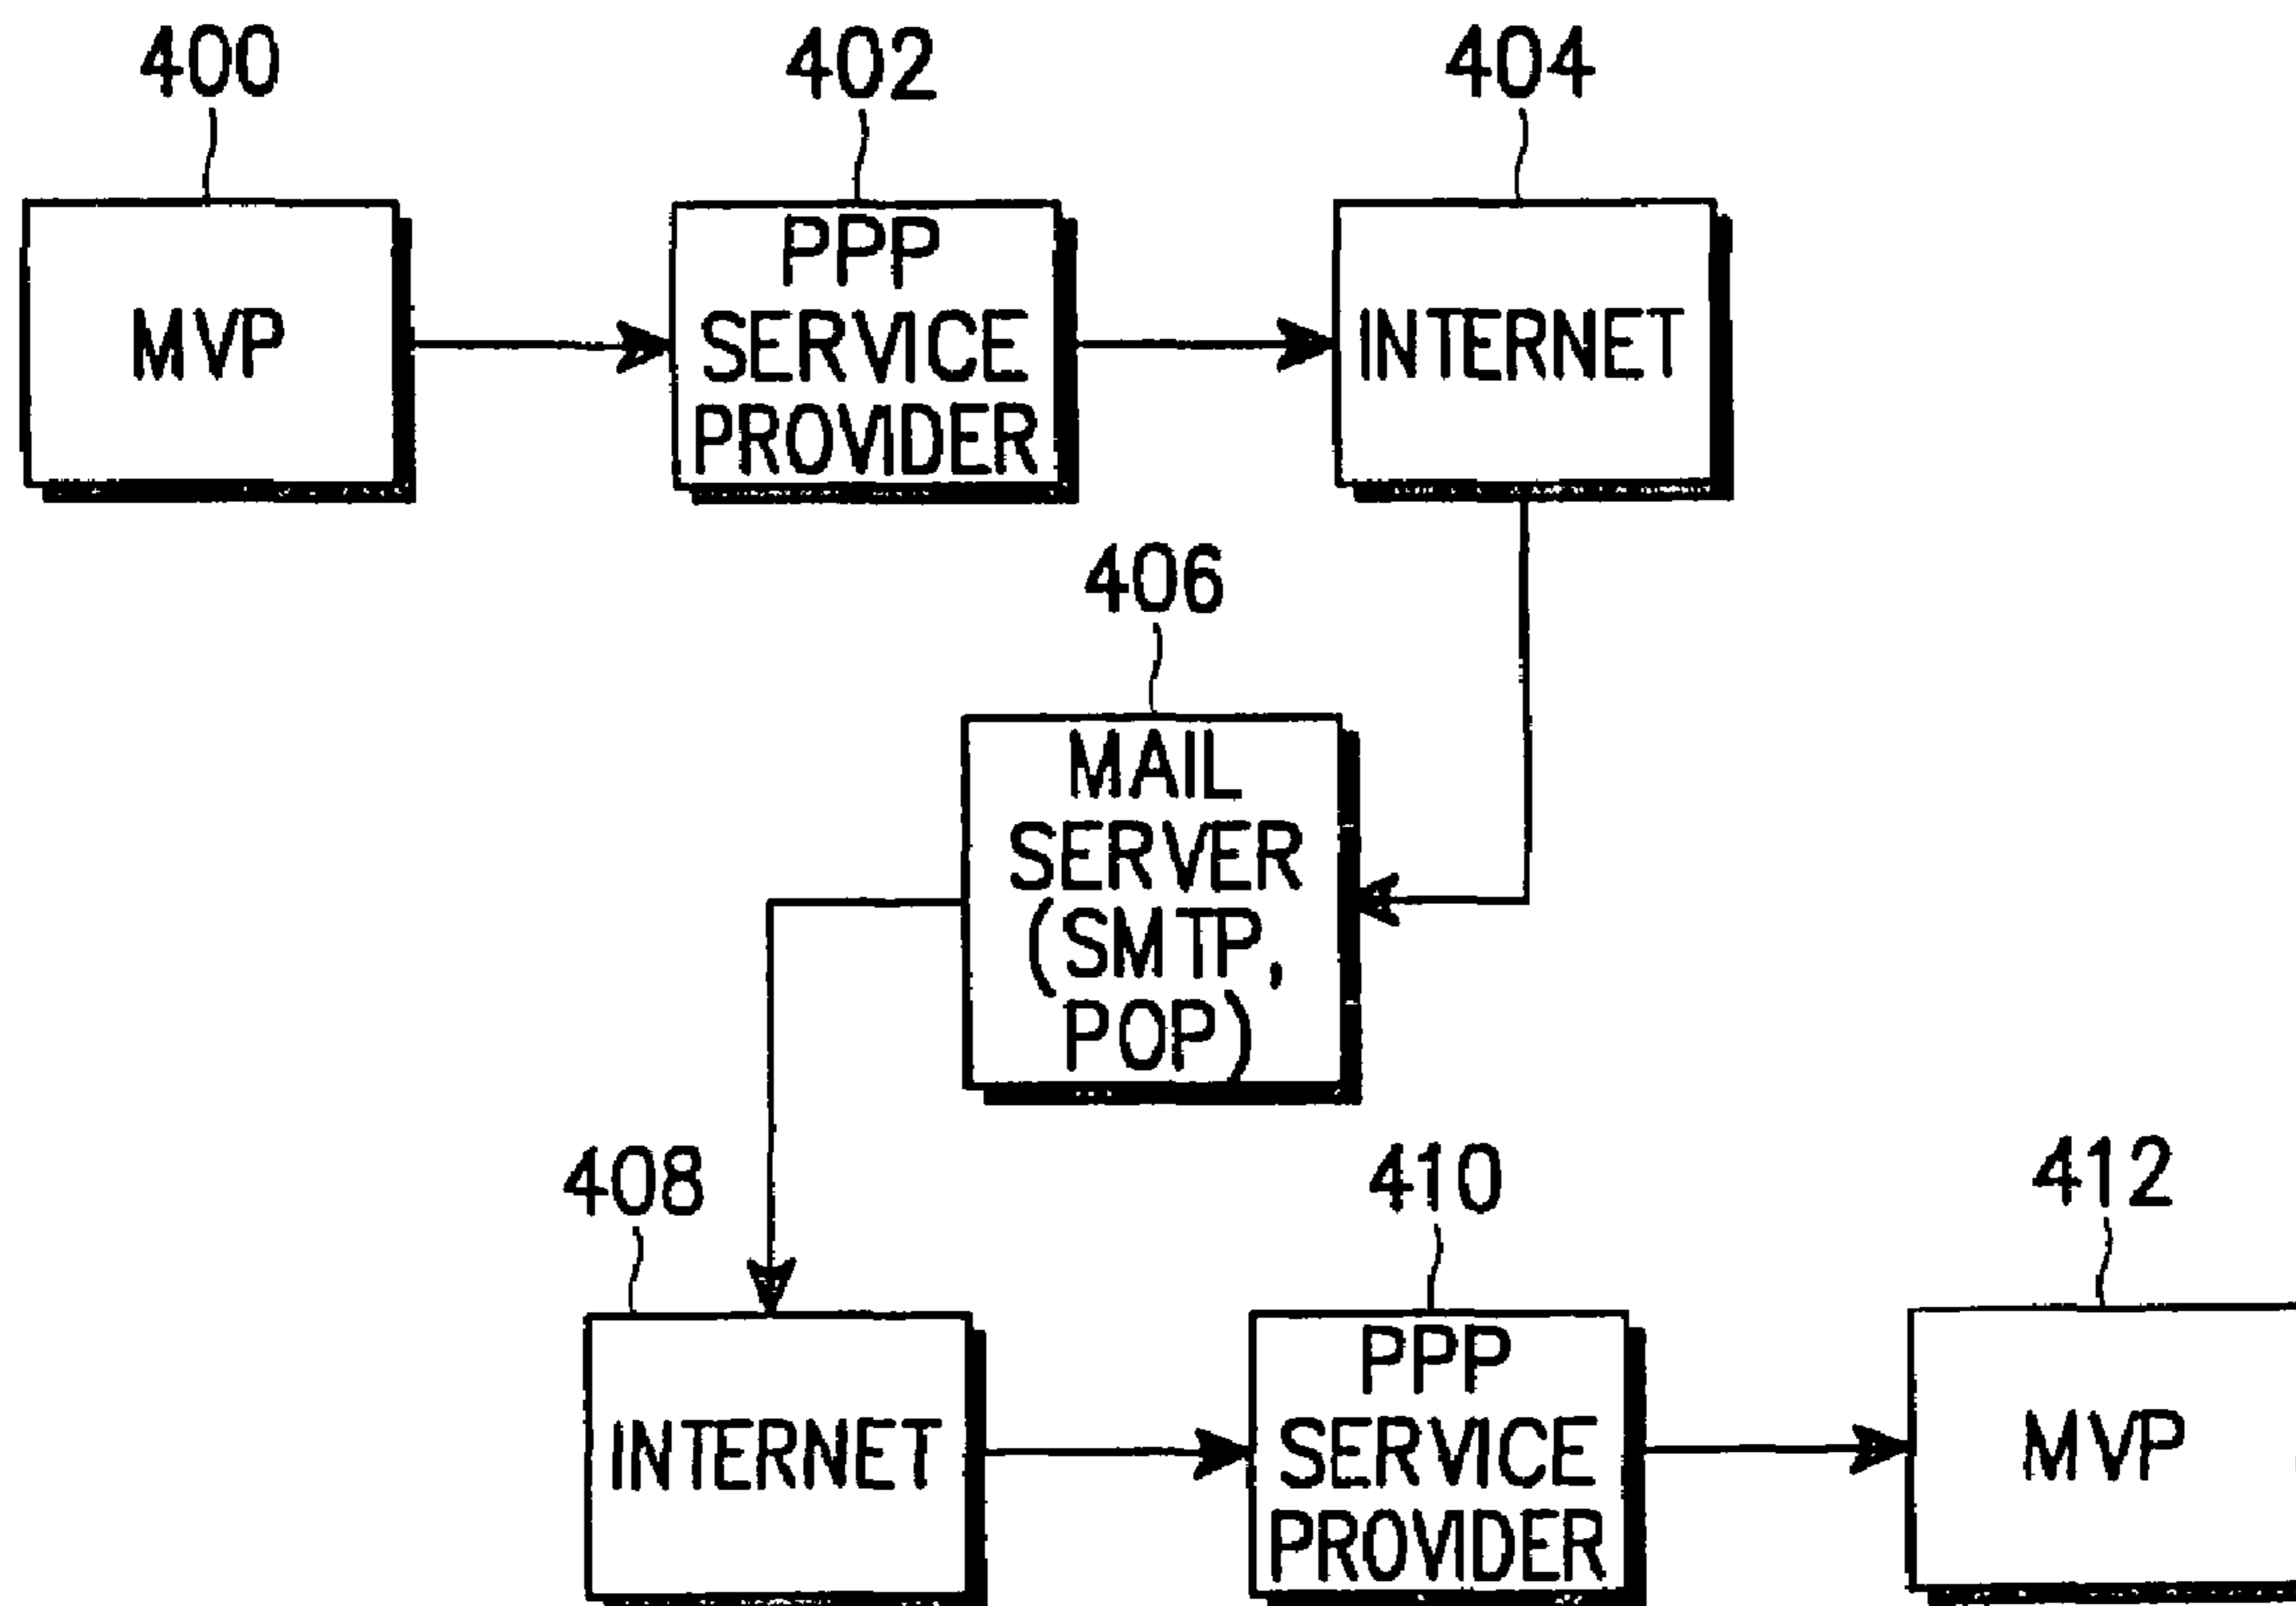 400
402
404
MVP
PPP
SERVICE
PROVIDER
INTERNET
406
MAIL
SERVER
(SMTP,
POP)
408
410
412
INTERNET
PPP
SERVICE
PROVIDER
MVP